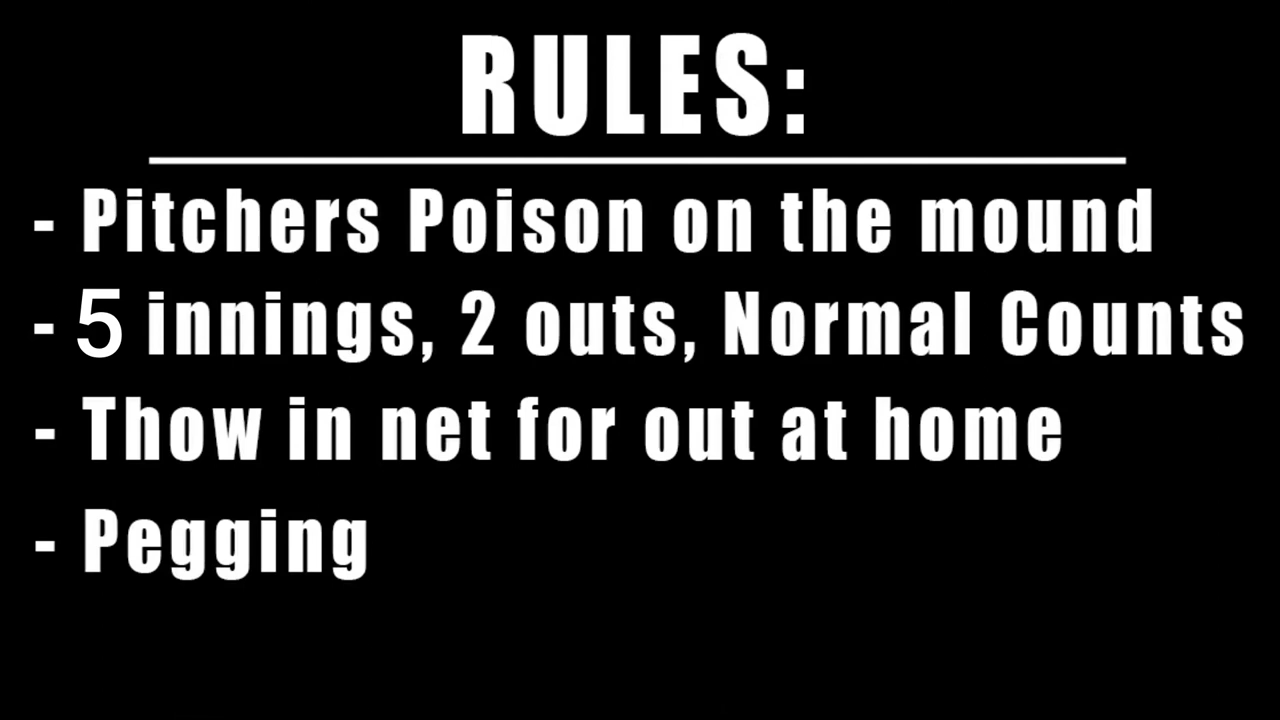 RULES:
- Pitchers Poison on the mound
- 5 innings, 2 outs, Normal Counts
- Thow in net for out at home
- Pegging